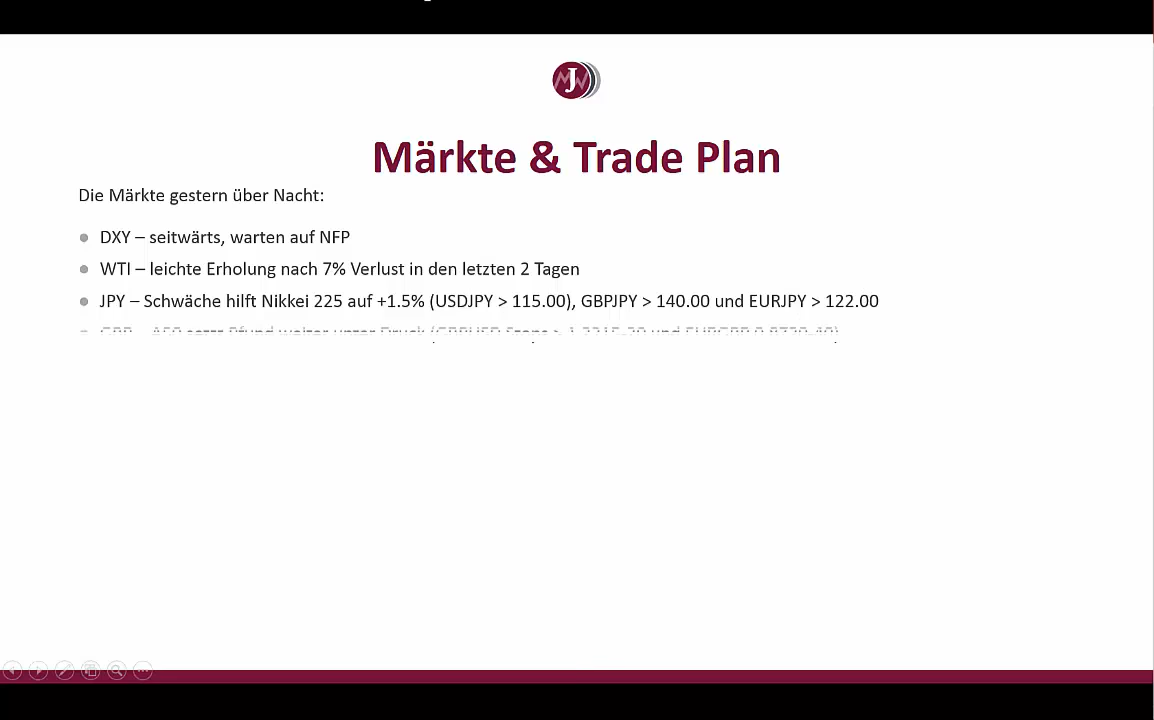 J
Märkte & Trade Plan
Die Märkte gestern über Nacht:
DXY – seitwärts, warten auf NFP
WTI – leichte Erholung nach 7% Verlust in den letzten 2 Tagen
JPY – Schwäche hilft Nikkei 225 auf +1.5% (USDJPY > 115.00), GBPJPY > 140.00 und EURJPY > 122.00